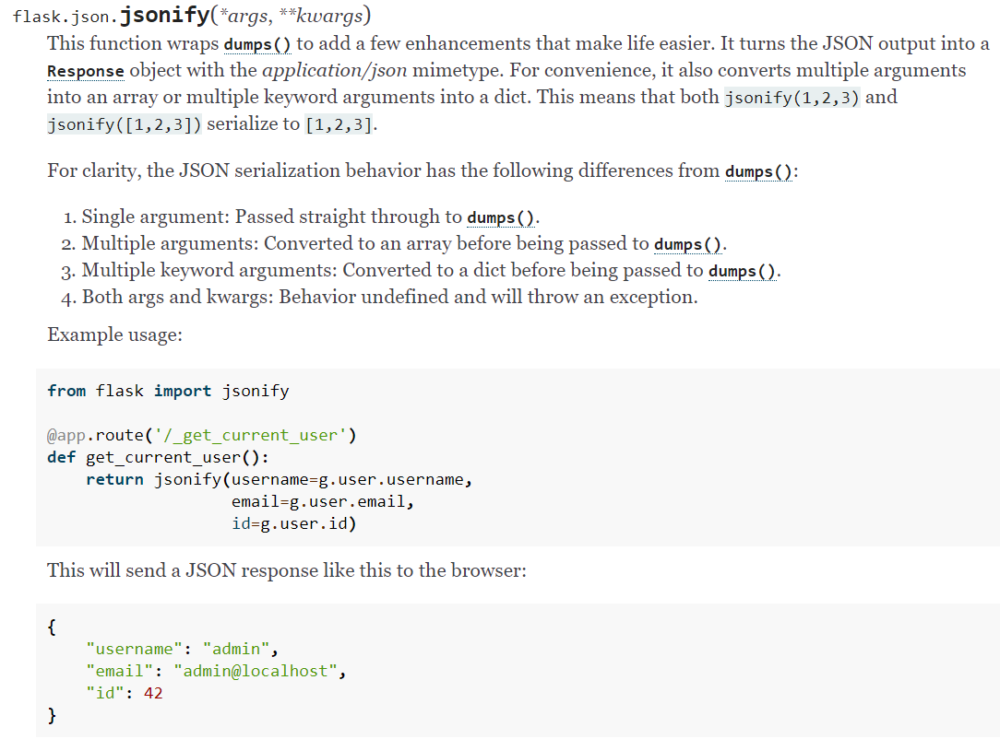 flask.json.jsonify(*args, **kwargs)
This function wraps dumps() to add a few enhancements that make life easier. It turns the JSON output into a
Response object with the application/json mimetype. For convenience, it also converts multiple arguments
into an array or multiple keyword arguments into a dict. This means that both jsonify(1,2,3) and
jsonify([1,2,3]) serialize to [1,2,3].
For clarity, the JSON serialization behavior has the following differences from dumps():
1. Single argument: Passed straight through to dumps().
2. Multiple arguments: Converted to an array before being passed to dumps().
3. Multiple keyword arguments: Converted to a dict before being passed to dumps().
4. Both args and kwargs: Behavior undefined and will throw an exception.
Example usage:
from flask import jsonify
@app.route('/_get_current_user')
def get_current_user():
    return jsonify(username=g.user.username,
                   email=g.user.email,
                   id=g.user.id)
This will send a JSON response like this to the browser:
{
    "username": "admin",
    "email": "admin@localhost",
    "id": 42
}